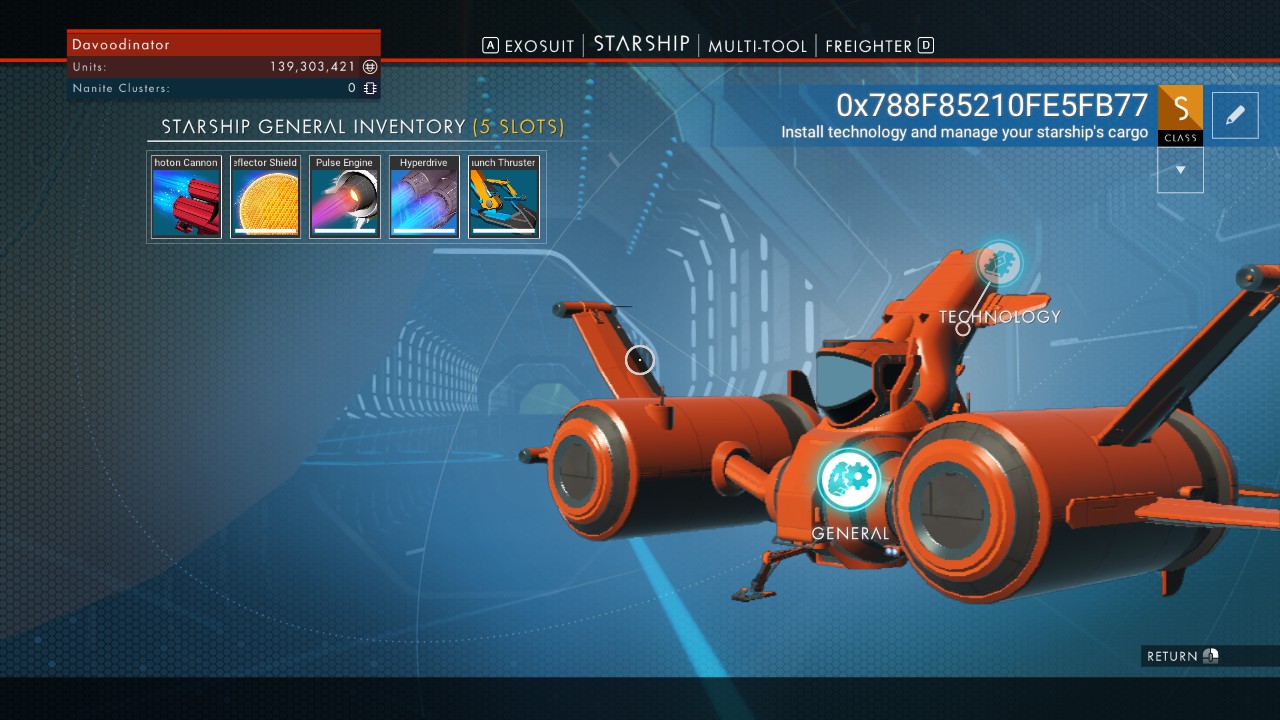 Davoodinator
Units: 139,303,421
Nanite Clusters: 0
A EXOSUIT STARSHIP MULTI-TOOL FREIGHTER D
0x788F85210FE5FB77
Install technology and manage your starship's cargo
S
CLASS
STARSHIP GENERAL INVENTORY (5 SLOTS)
hoton Cannon eflector Shield Pulse Engine Hyperdrive unch Thruster
TECHNOLOGY
GENERAL
RETURN